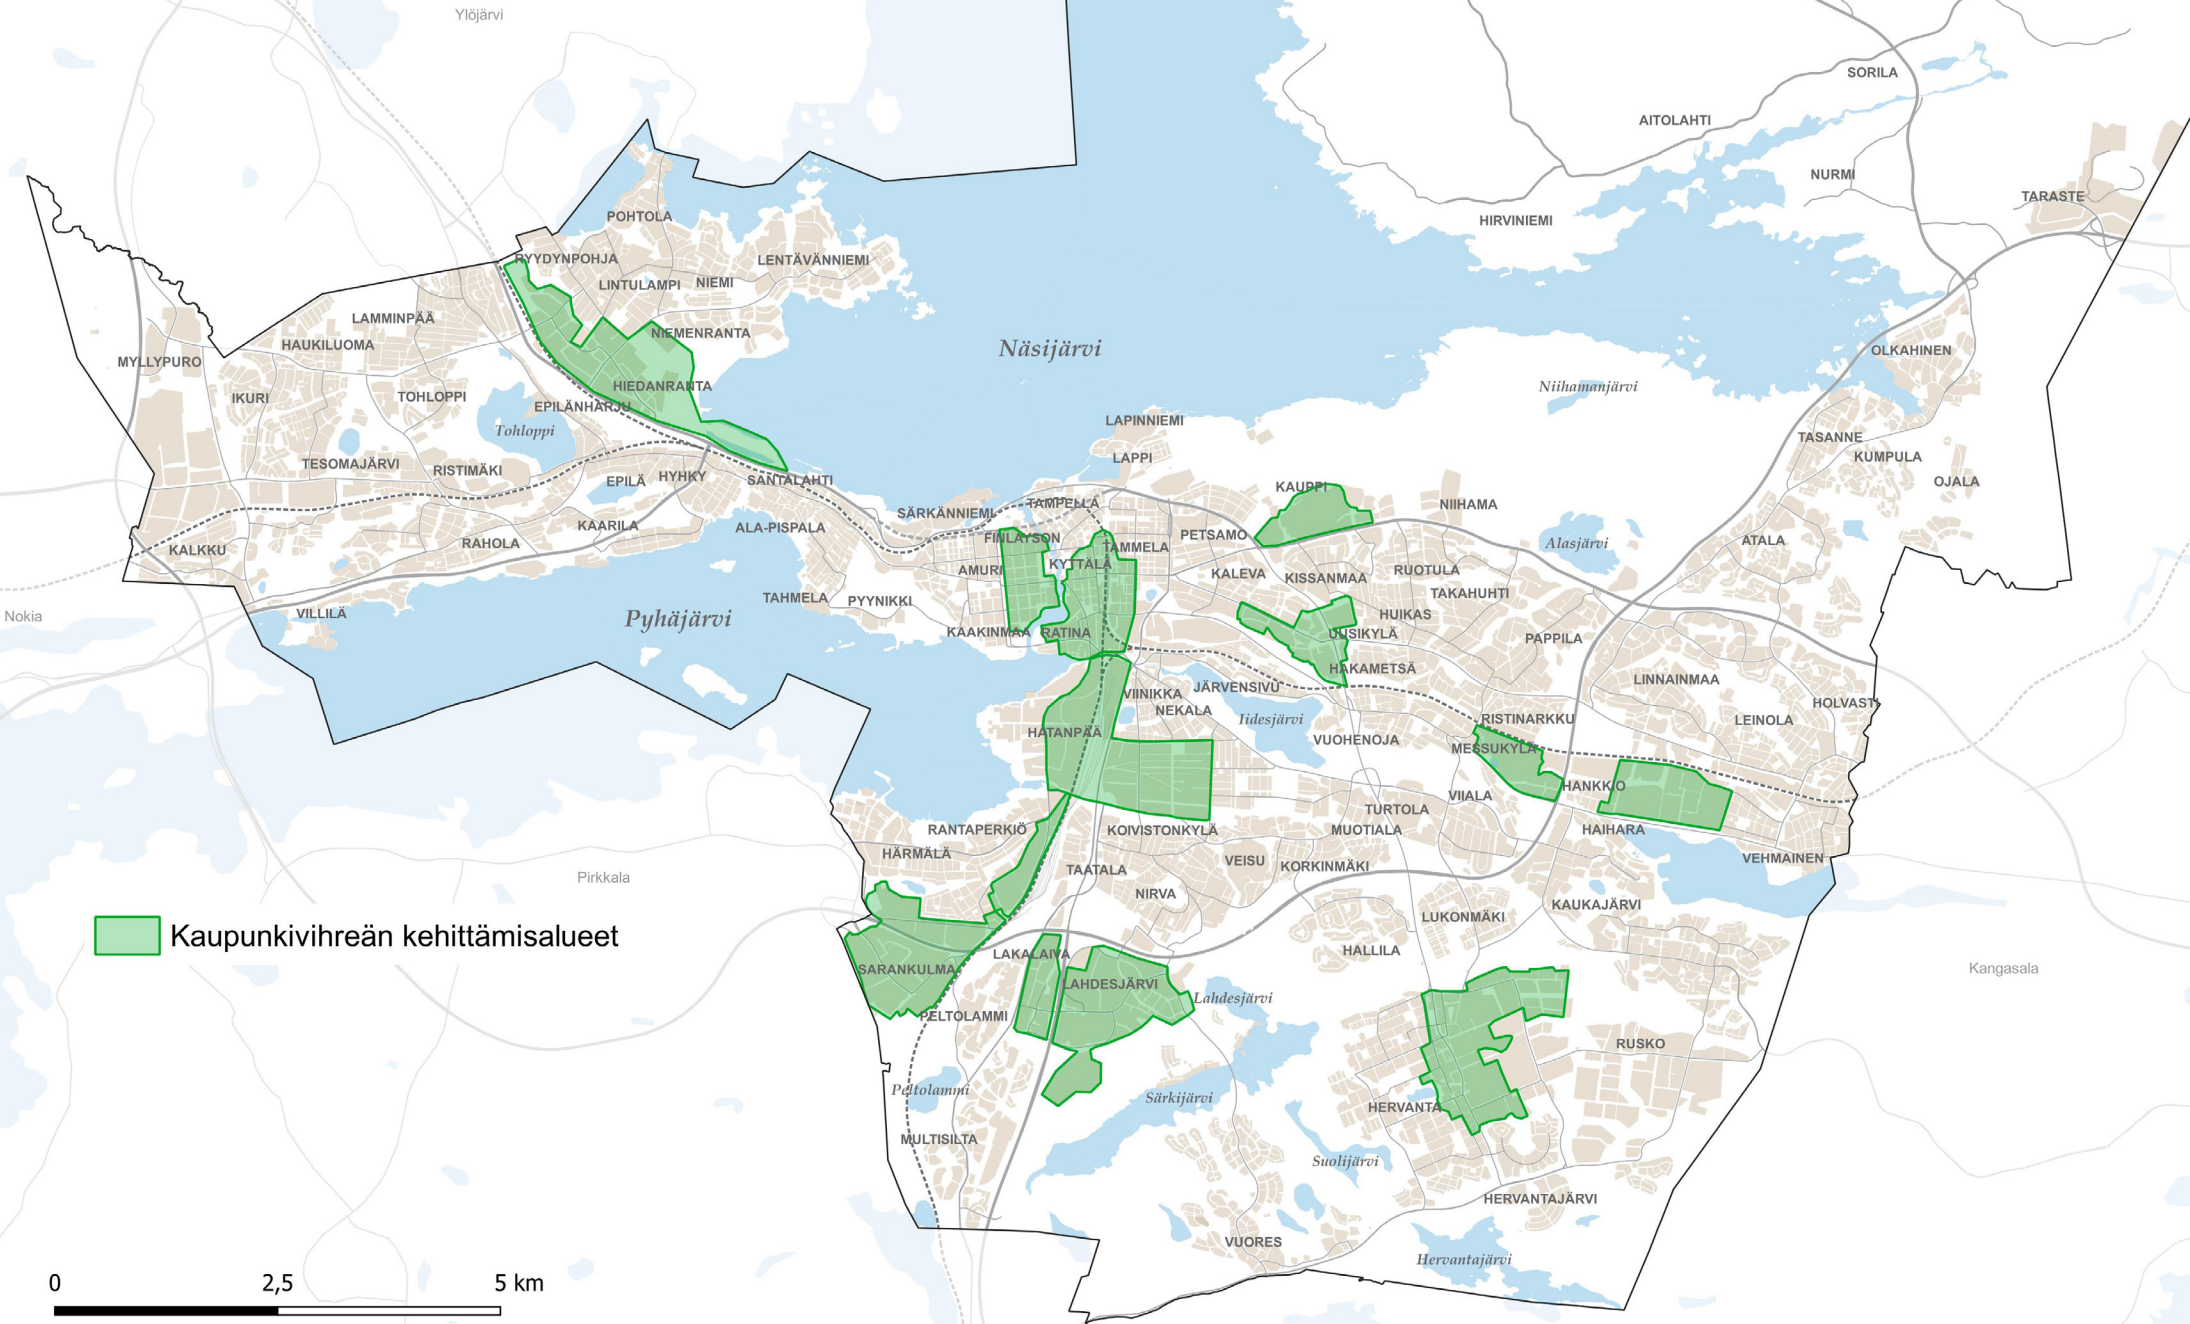 Ylöjärvi
SORILA
AITOLAHTI
NURMI
TARASTE
POHTOLA
HIRVINIEMI
RYYDYNPOHJA
LENTÄVÄNNIEMI
LINTULAMPI
NIEMI
LAMMINPÄÄ
NIEMENRANTA
HAUKILUOMA
Näsijärvi
OLKAHINEN
MYLLYPURO
HIEDANRANTA
Niihamanjärvi
IKURI
TOHLOPPI
EPILÄNHARJU
LAPINNIEMI
Tohloppi
TASANNE
KUMPULA
LAPPI
TESOMAJÄRVI
RISTIMÄKI
HYHKY
EPILÄ
SANTALAHTI
OJALA
KAUPPI
TAMPELLA
NIIHAMA
SÄRKÄNNIEMI
KAARILA
ALA-PISPALA
PETSAMO
FINLAYSON
RAHOLA
TAMMELA
Alasjärvi
ATALA
KALKKU
KYTTÄLÄ
AMURI
KALEVA
KISSANMAA
RUOTULA
TAKAHUHTI
TAHMELA
PYYNIKKI
VILLILÄ
Nokia
HUIKAS
Pyhäjärvi
KAAKINMAA
RATINA
UUSIKYLÄ
PAPPILA
HAKAMETSÄ
LINNAINMAA
JÄRVENSIVU
VIINIKKA
NEKALA
HOLVASTI
Iidesjärvi
RISTINARKKU
LEINOLA
HATANPÄÄ
VUOHENOJA
MESSUKYLÄ
HANKKIO
VIIALA
TURTOLA
RANTAPERKIÖ
KOIVISTONKYLÄ
MUOTIALA
HAIHARA
HÄRMÄLÄ
VEHMAINEN
VEISU
KORKINMÄKI
TAATALA
Pirkkala
NIRVA
KAUKAJÄRVI
LUKONMÄKI
Kaupunkivihreän kehittämisalueet
HALLILA
LAKALAIVA
SARANKULMA
Kangasala
LAHDESJÄRVI
Lahdesjärvi
PELTOLAMMI
RUSKO
Peltolammi
Särkijärvi
HERVANTA
MULTISILTA
Suolijärvi
HERVANTAJÄRVI
VUORES
Hervantajärvi
0 2,5 5 km